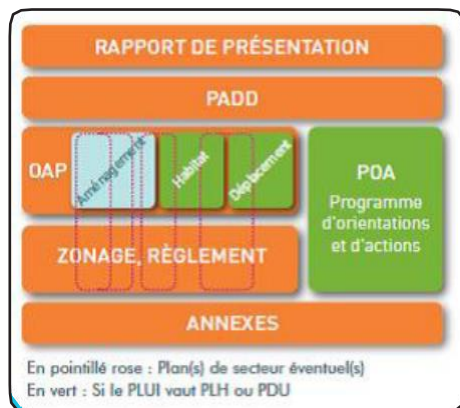 RAPPORT DE PRÉSENTATION
PADD
OAP
Aménagement
Habitat
Déplacement
POA
Programme
d'orientations
et d'actions
ZONAGE, RÈGLEMENT
ANNEXES
En pointillé rose : Plan(s) de secteur éventuel(s)
En vert : Si le PLUI vaut PLH ou PDU